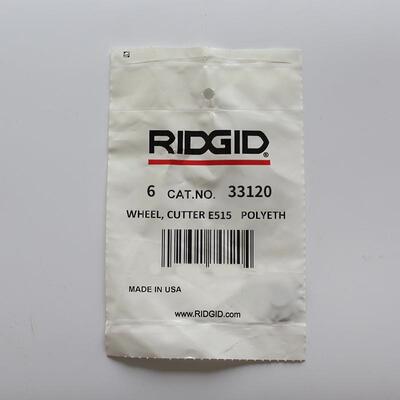 RIDGID®
6 CAT.NO. 33120
WHEEL, CUTTER E515 POLYETH
MADE IN USA
www.RIDGID.com